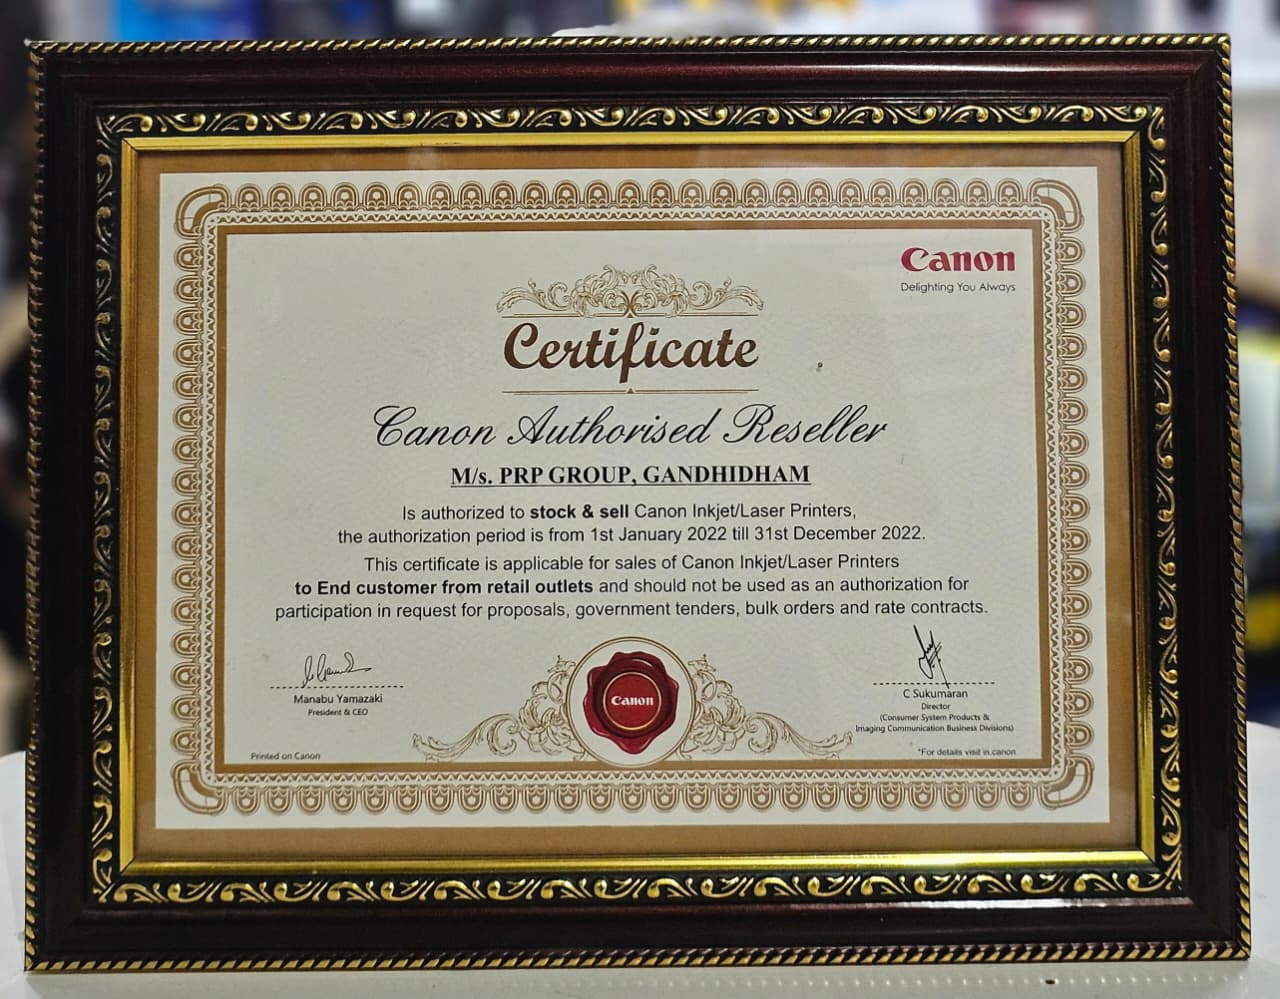 Canon
Delighting You Always
Certificate
Canon Authorised Reseller
M/s. PRP GROUP, GANDHIDHAM
Is authorized to stock & sell Canon Inkjet/Laser Printers,
the authorization period is from 1st January 2022 till 31st December 2022.
This certificate is applicable for sales of Canon Inkjet/Laser Printers
to End customer from retail outlets and should not be used as an authorization for
participation in request for proposals, government tenders, bulk orders and rate contracts.
Manabu Yamazaki
President & CEO
Canon
C Sukumaran
Director
(Consumer System Products &
Imaging Communication Business Divisions)
Printed on Canon
*For details visit in.canon